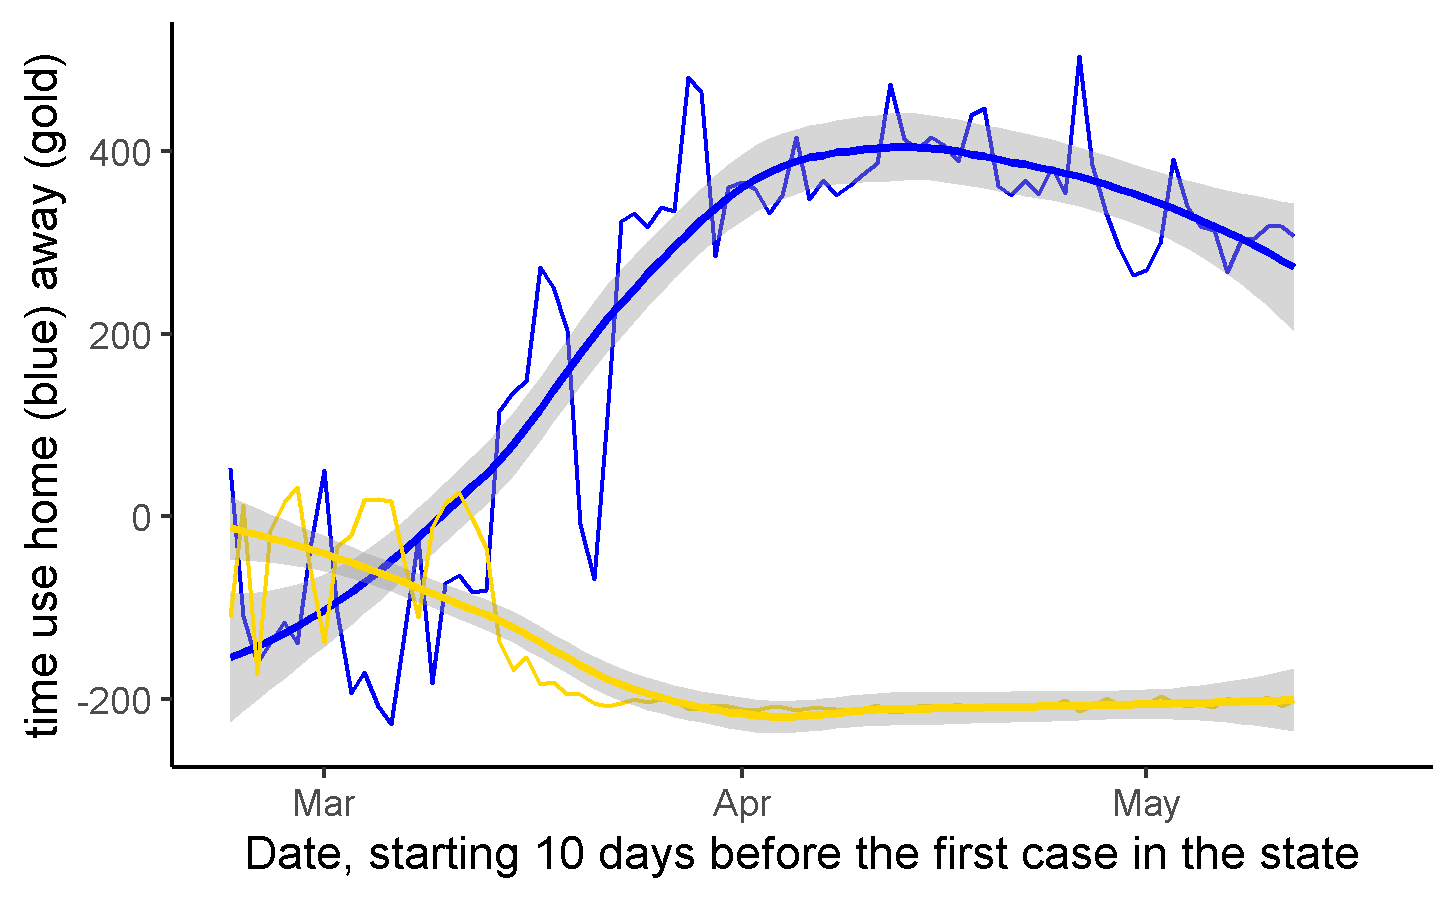 time use home (blue) away (gold)
400
200
0
-200
Mar Apr May
Date, starting 10 days before the first case in the state